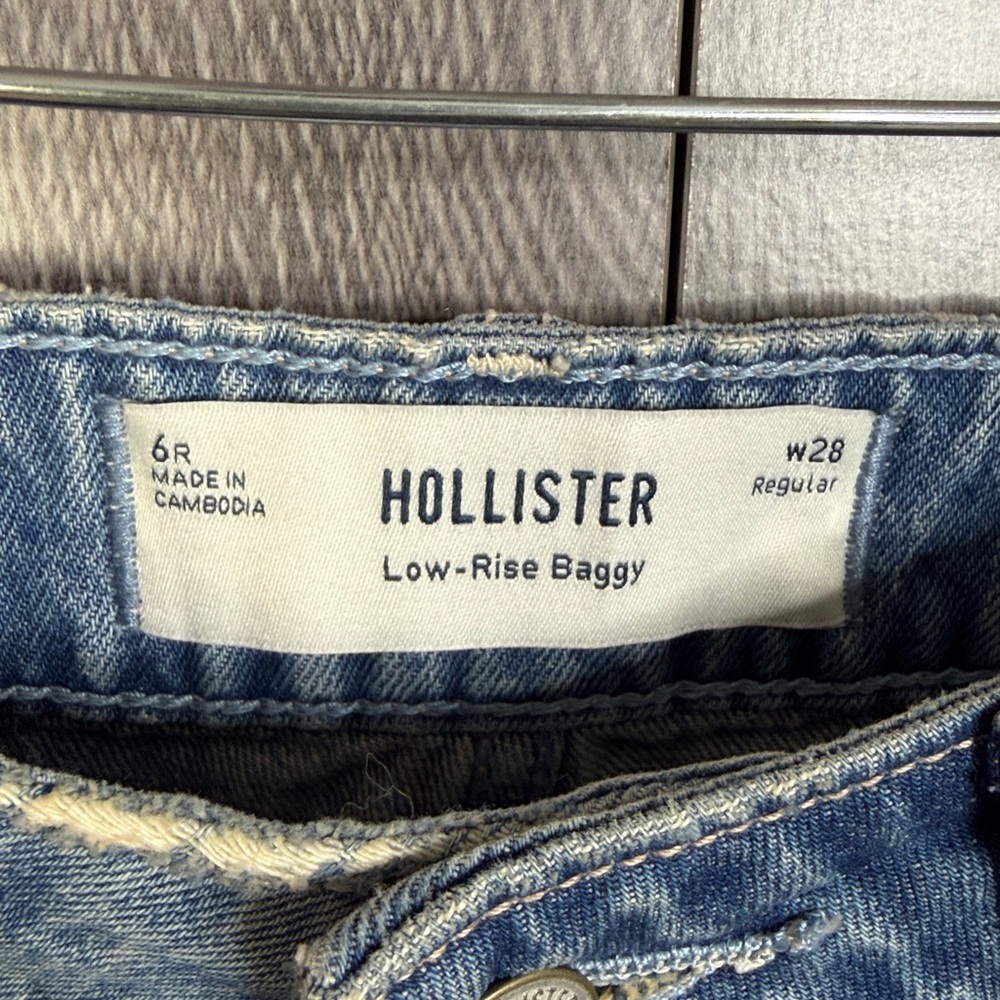 6R
MADE IN
CAMBODIA
HOLLISTER
Low-Rise Baggy
W28
Regular